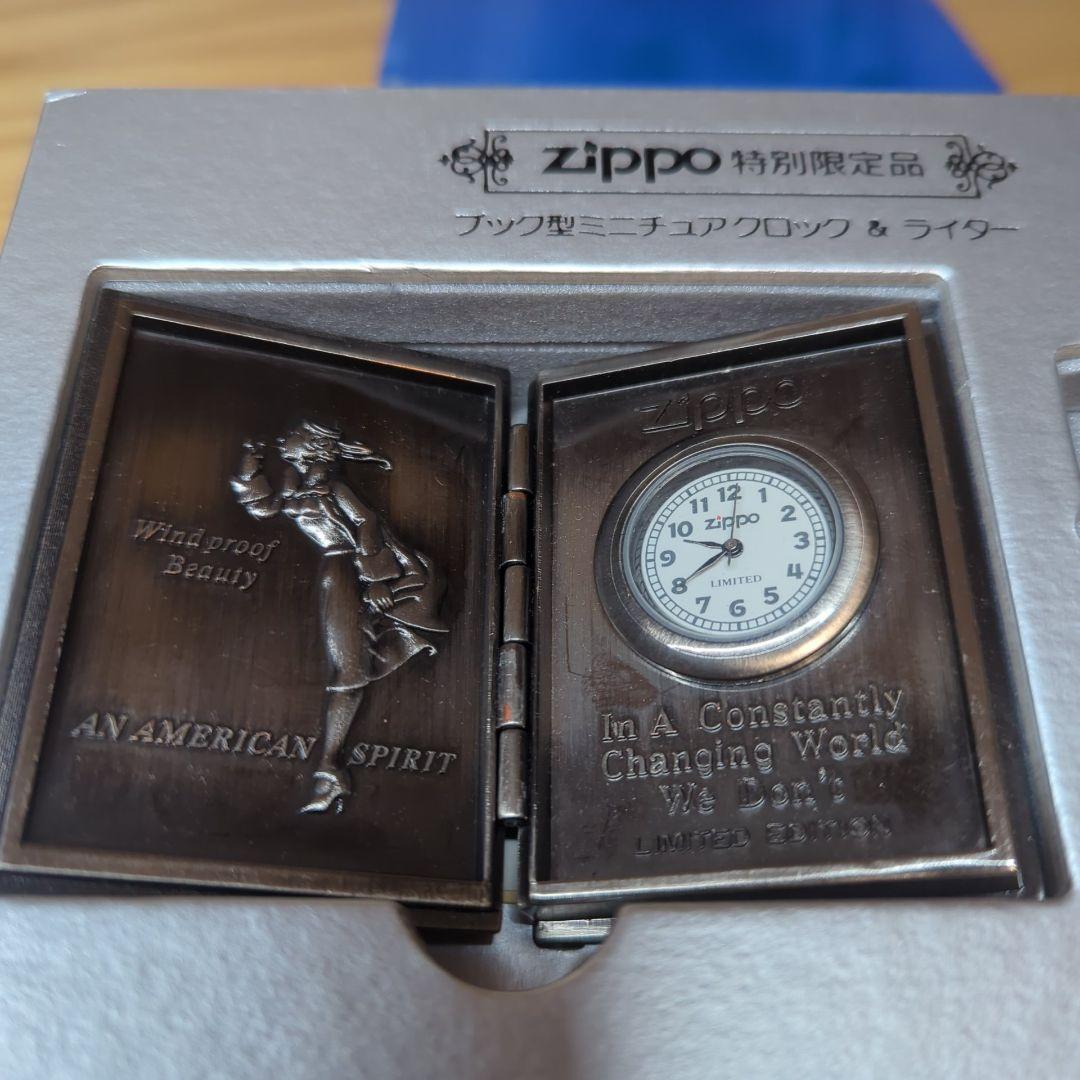 zippo 特別限定品
ブック型ミニチュアクロック & ライター
Wind proof
Beauty
AN AMERICAN SPIRIT
zippo
12
1
2
3
4
5
6
7
8
9
10
11
zippo
LIMITED
In A Constantly
Changing World
We Don't
LIMITED EDITION